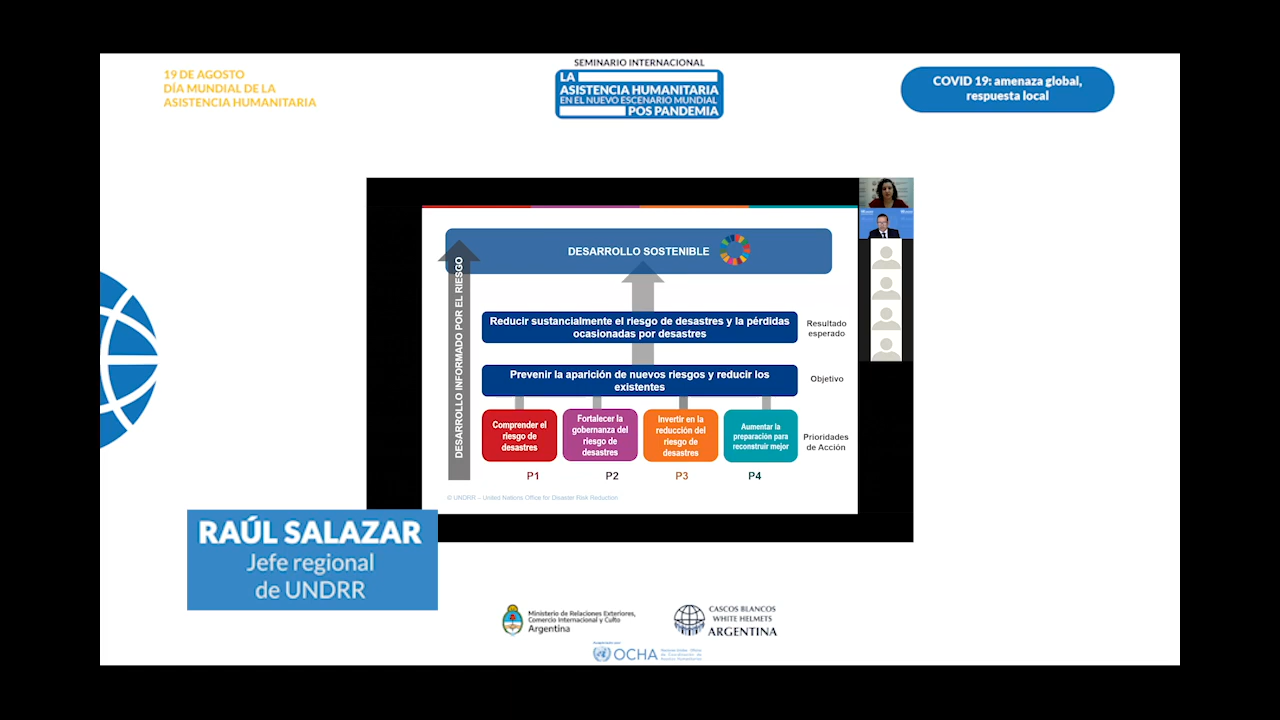 19 DE AGOSTO
DÍA MUNDIAL DE LA
ASISTENCIA HUMANITARIA
SEMINARIO INTERNACIONAL
LA
ASISTENCIA HUMANITARIA
EN EL NUEVO ESCENARIO MUNDIAL
POS PANDEMIA
COVID 19: amenaza global,
respuesta local
DESARROLLO SOSTENIBLE
DESARROLLO INFORMADO POR EL RIESGO
Reducir sustancialmente el riesgo de desastres y la pérdidas
ocasionadas por desastres
Resultado
esperado
Prevenir la aparición de nuevos riesgos y reducir los
existentes
Objetivo
Comprender el
riesgo de
desastres
Fortalecer la
gobernanza del
riesgo de
desastres
Invertir en la
reducción del
riesgo de
desastres
Aumentar la
preparación para
reconstruir mejor
Prioridades
de Acción
P1
P2
P3
P4
© UNDRR – United Nations Office for Disaster Risk Reduction
RAÚL SALAZAR
Jefe regional
de UNDRR
Ministerio de Relaciones Exteriores,
Comercio Internacional y Culto
Argentina
CASCOS BLANCOS
WHITE HELMETS
ARGENTINA
OCHA